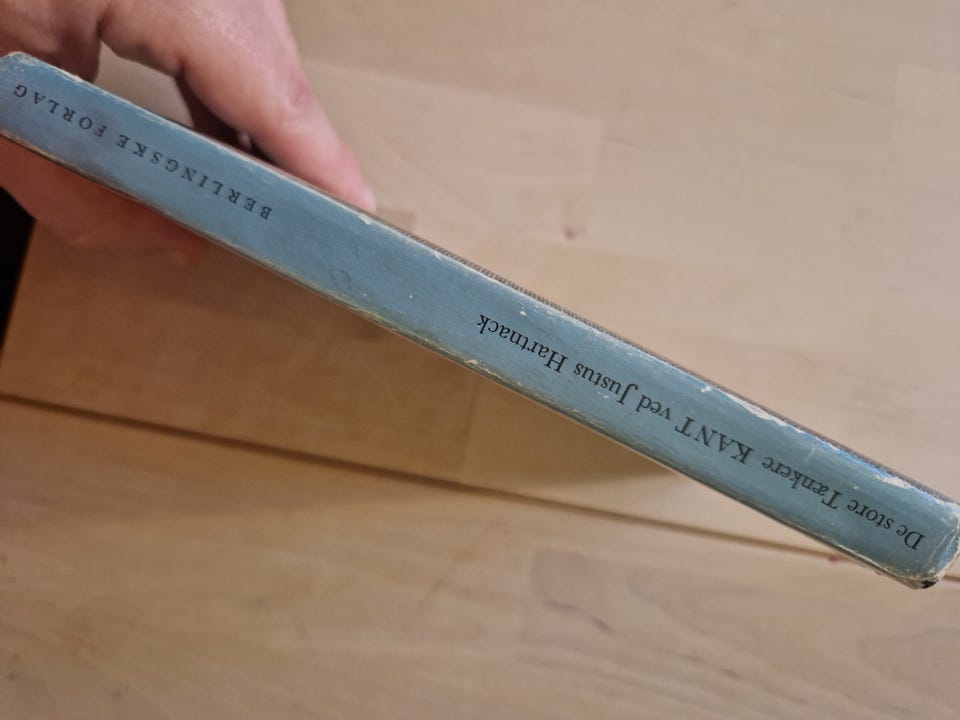 De store Tænkere KANT ved Justus Hartnack
BERLINGSKE FORLAG